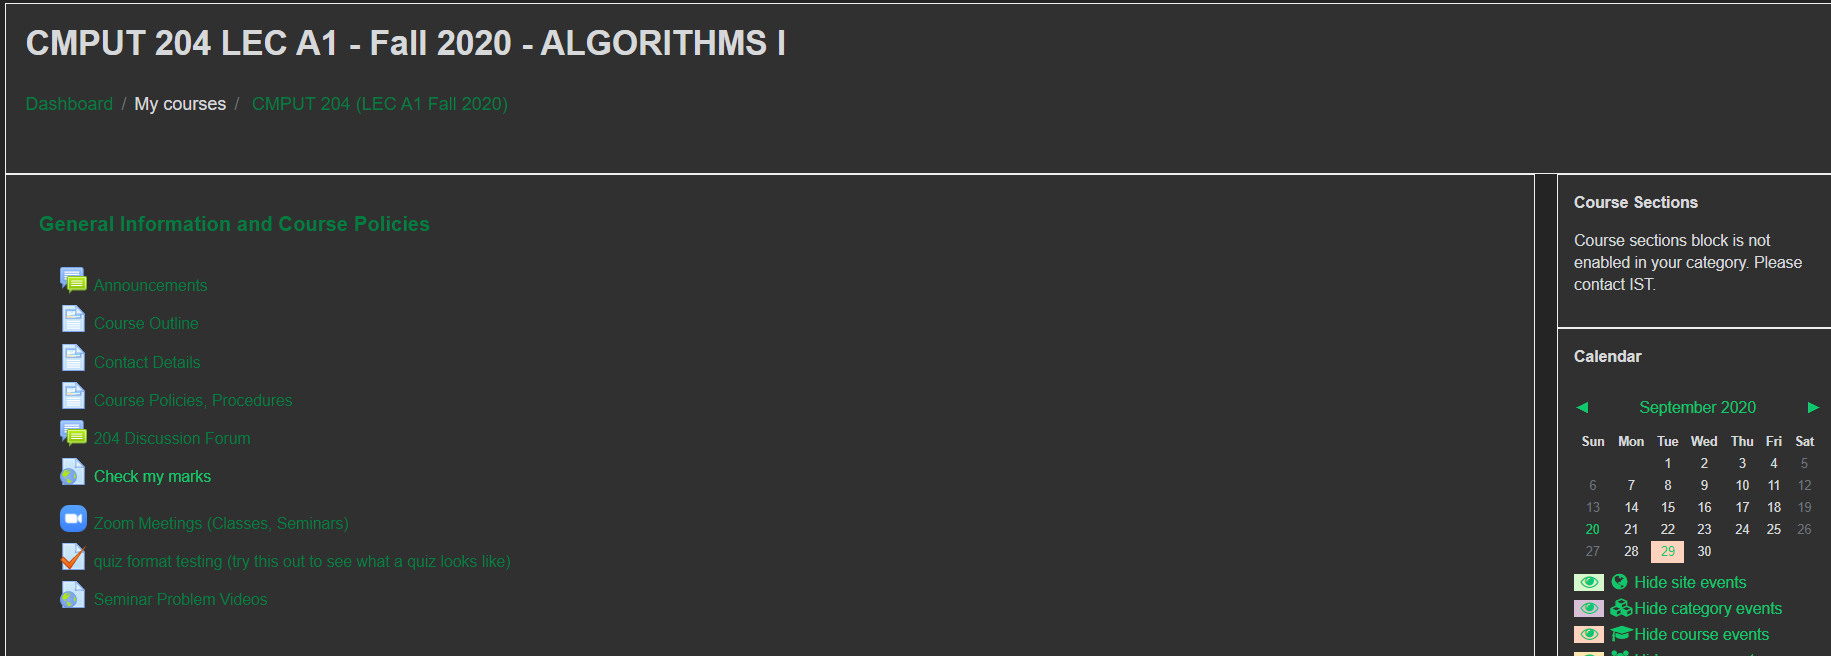 CMPUT 204 LEC A1 - Fall 2020 - ALGORITHMS I
Dashboard / My courses / CMPUT 204 (LEC A1 Fall 2020)
General Information and Course Policies
Announcements
Course Outline
Contact Details
Course Policies, Procedures
204 Discussion Forum
Check my marks
Zoom Meetings (Classes, Seminars)
quiz format testing (try this out to see what a quiz looks like)
Seminar Problem Videos
Course Sections
Course sections block is not
enabled in your category. Please
contact IST.
Calendar
◀ September 2020 ▶
Sun Mon Tue Wed Thu Fri Sat
1 2 3 4 5
6 7 8 9 10 11 12
13 14 15 16 17 18 19
20 21 22 23 24 25 26
27 28 29 30
Hide site events
Hide category events
Hide course events